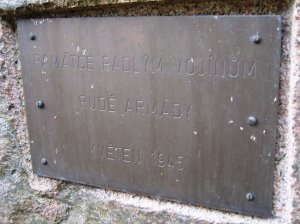 PAMÁTCE PADLÝM VOJÍNŮM
RUDÉ ARMÁDY
KVĚTEN 1945